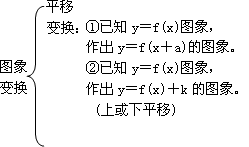 平移
变换：①已知 y＝f(x)图象，
作出 y＝f(x＋a)的图象。
②已知 y＝f(x)图象，
作出 y＝f(x)＋k 的图象。
(上或下平移)
图象
变换